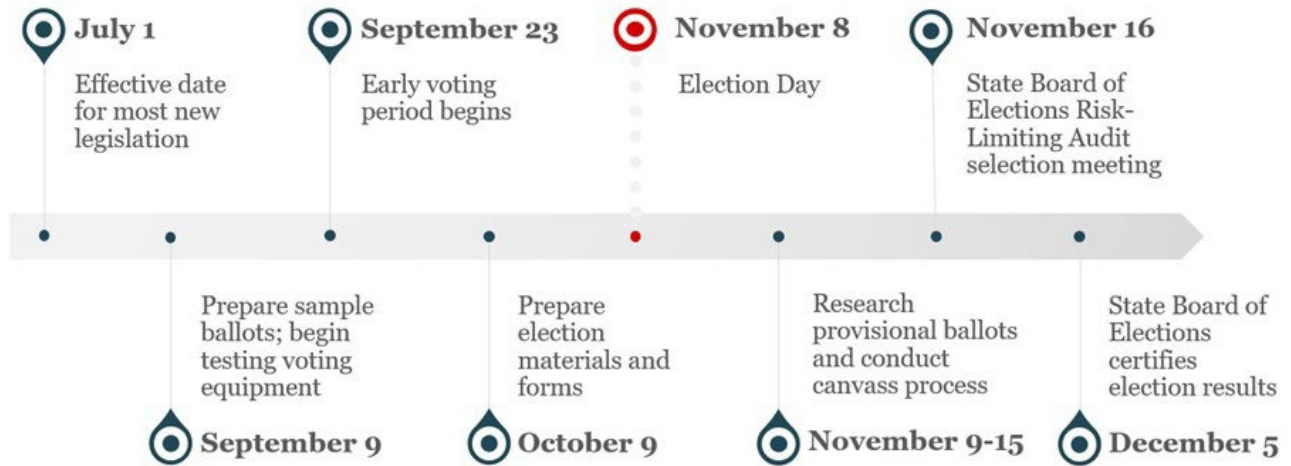 July 1
Effective date
for most new
legislation
September 23
Early voting
period begins
November 8
Election Day
November 16
State Board of
Elections Risk-
Limiting Audit
selection meeting
Prepare sample
ballots; begin
testing voting
equipment
September 9
Prepare
election
materials and
forms
October 9
Research
provisional ballots
and conduct
canvass process
November 9-15
State Board of
Elections
certifies
election results
December 5